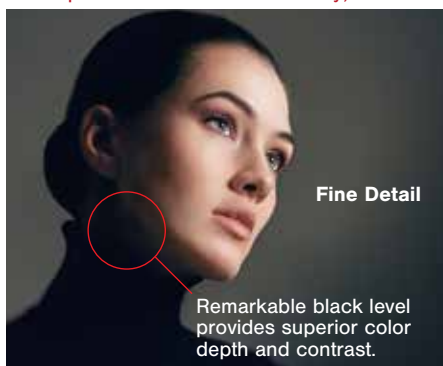 Fine Detail
Remarkable black level
provides superior color
depth and contrast.